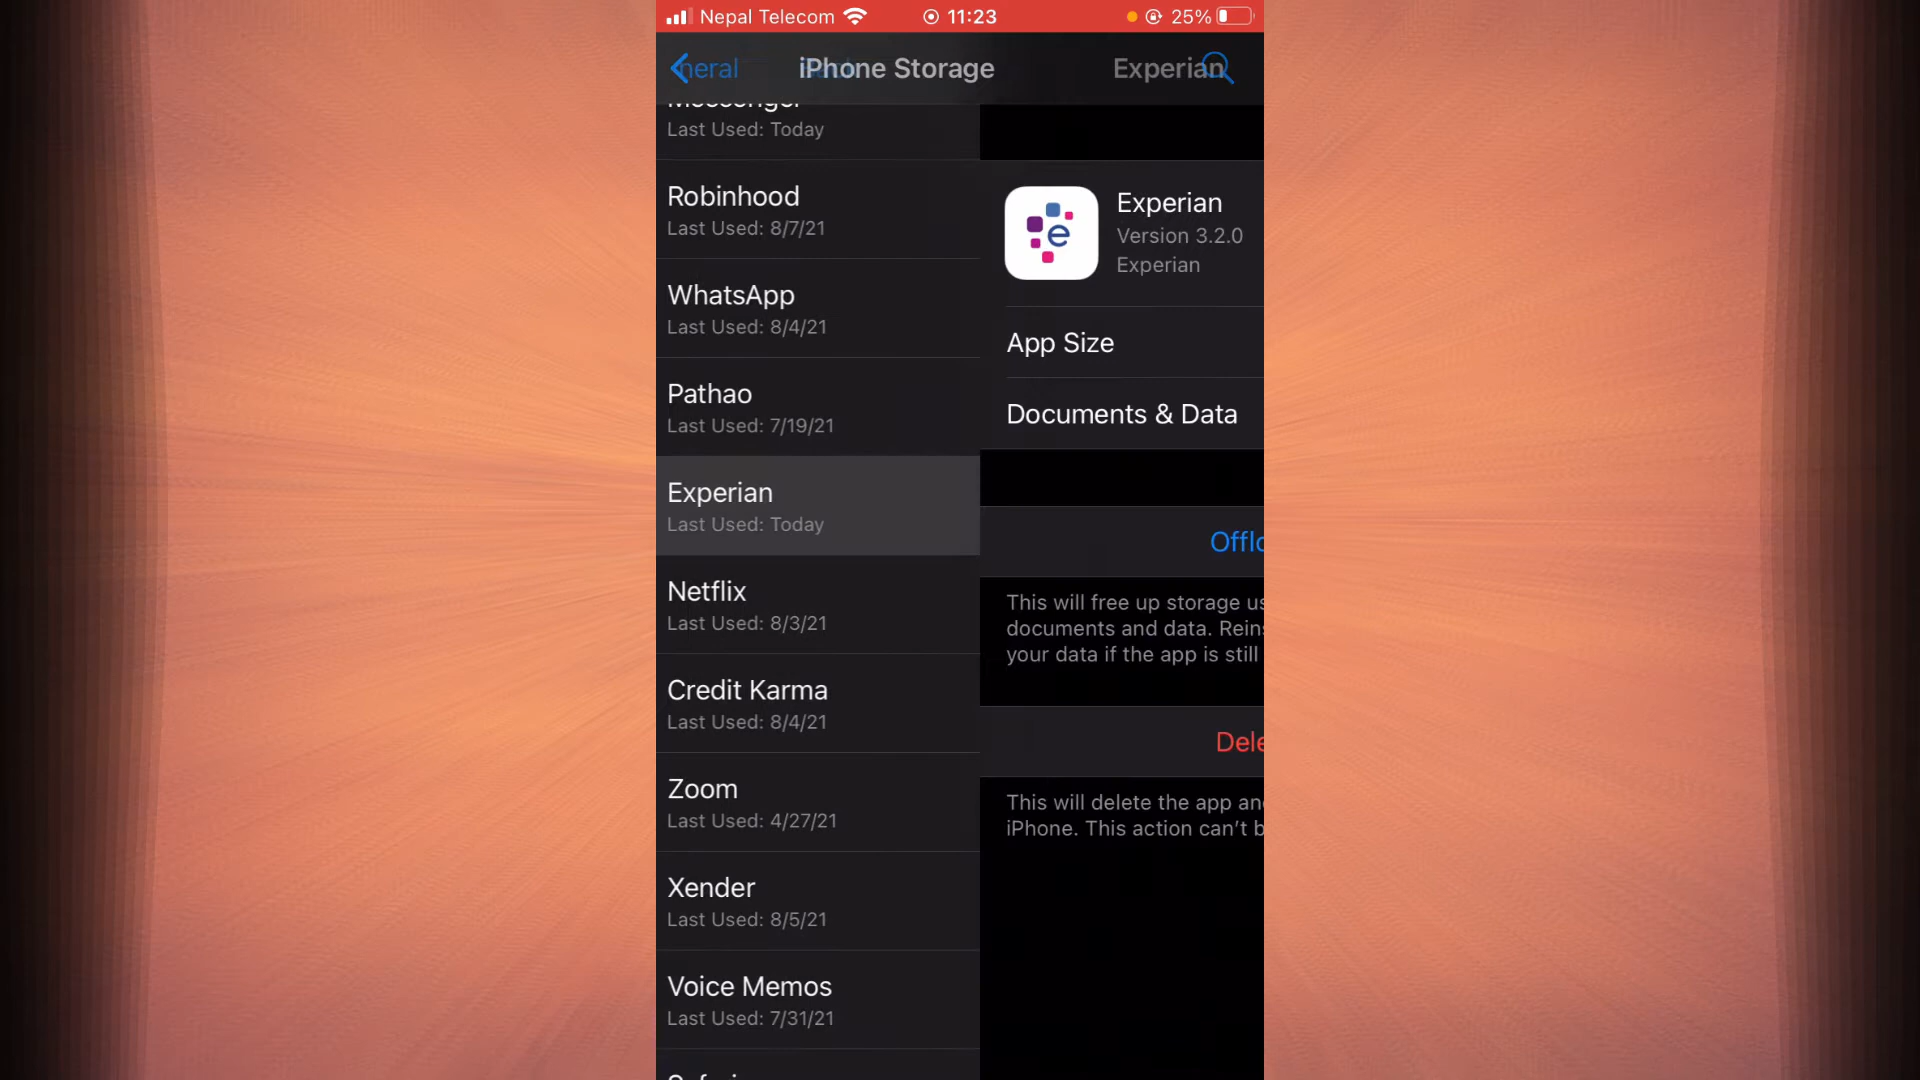 Nepal Telecom 11:23 25%
neral iPhone Storage Experian
Messenger
Last Used: Today
Robinhood
Last Used: 8/7/21
WhatsApp
Last Used: 8/4/21
Pathao
Last Used: 7/19/21
Experian
Last Used: Today
Netflix
Last Used: 8/3/21
Credit Karma
Last Used: 8/4/21
Zoom
Last Used: 4/27/21
Xender
Last Used: 8/5/21
Voice Memos
Last Used: 7/31/21
e
Experian
Version 3.2.0
Experian
App Size
Documents & Data
Offlo
This will free up storage us
documents and data. Reins
your data if the app is still
Dele
This will delete the app an
iPhone. This action can't b